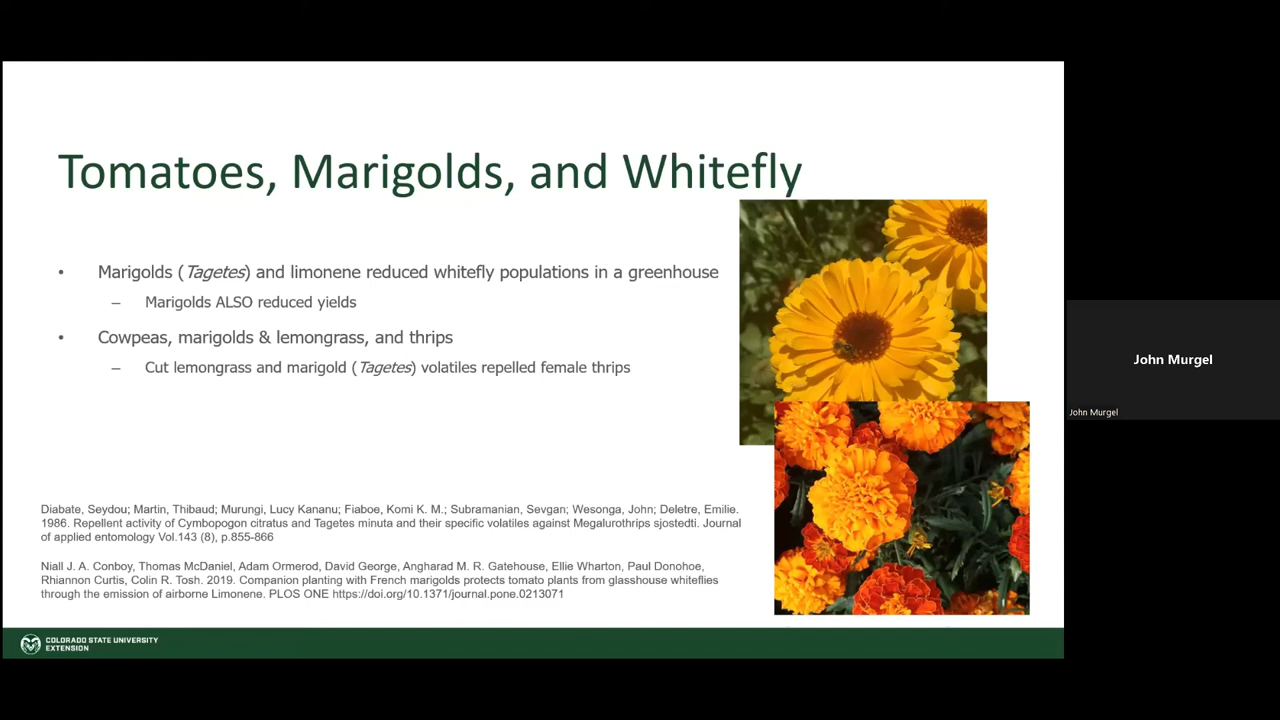 Tomatoes, Marigolds, and Whitefly
• Marigolds (Tagetes) and limonene reduced whitefly populations in a greenhouse
– Marigolds ALSO reduced yields
• Cowpeas, marigolds & lemongrass, and thrips
– Cut lemongrass and marigold (Tagetes) volatiles repelled female thrips
Diabate, Seydou; Martin, Thibaud; Murungi, Lucy Kananu; Fiaboe, Komi K. M.; Subramanian, Sevgan; Wesonga, John; Deletre, Emilie.
1986. Repellent activity of Cymbopogon citratus and Tagetes minuta and their specific volatiles against Megalurothrips sjostedti. Journal
of applied entomology Vol.143 (8), p.855-866
Niall J. A. Conboy, Thomas McDaniel, Adam Ormerod, David George, Angharad M. R. Gatehouse, Ellie Wharton, Paul Donohoe,
Rhiannon Curtis, Colin R. Tosh. 2019. Companion planting with French marigolds protects tomato plants from glasshouse whiteflies
through the emission of airborne Limonene. PLOS ONE https://doi.org/10.1371/journal.pone.0213071
COLORADO STATE UNIVERSITY
EXTENSION
John Murgel
John Murgel